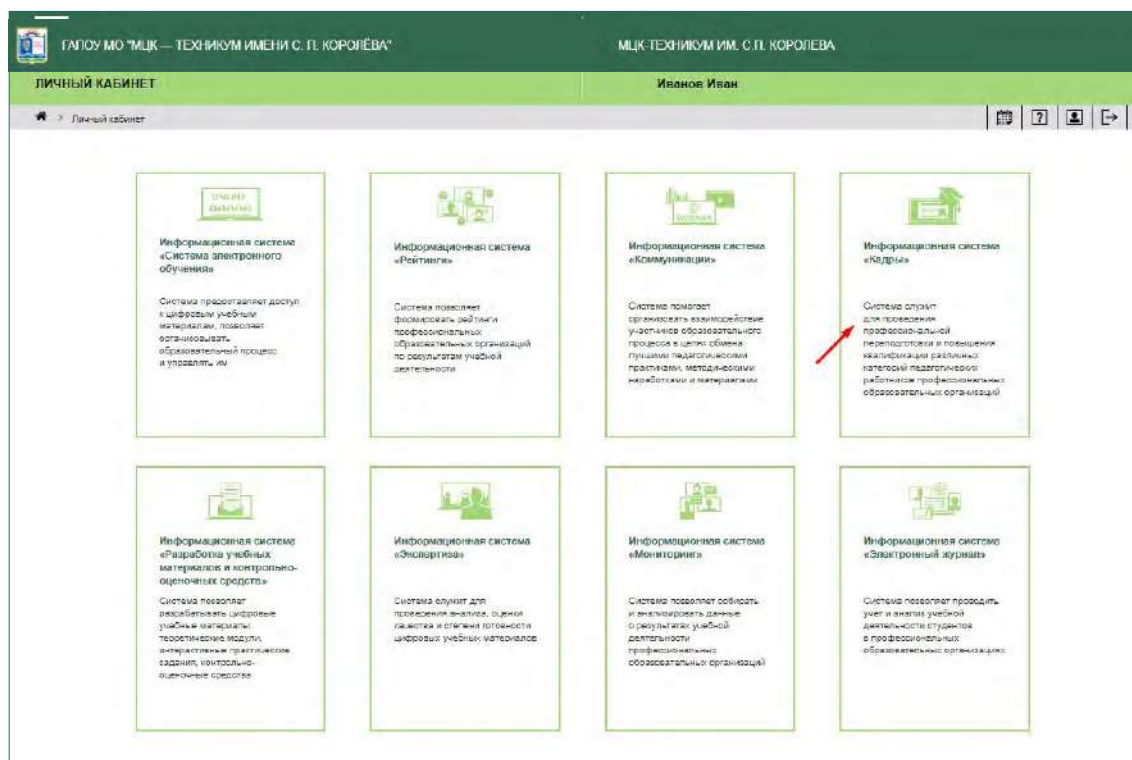 ГАПОУ МО "МЦК — ТЕХНИКУМ ИМЕНИ С. П. КОРОЛЁВА"
МЦК-ТЕХНИКУМ ИМ. С.П. КОРОЛЕВА
ЛИЧНЫЙ КАБИНЕТ
Иванов Иван
> Личный кабинет
?
ONLINE
Информационная система
«Система электронного
обучения»
Система предоставляет доступ
к цифровым учебным
материалам, позволяет
организовывать
образовательный процесс
и управлять им
Информационная система
«Рейтинги»
Система позволяет
формировать рейтинги
профессиональных
образовательных организаций
по результатам учебной
деятельности
WEBINAR
Информационная система
«Коммуникации»
Система помогает
организовать взаимодействие
участников образовательного
процесса в целях обмена
лучшими педагогическими
практиками, методическими
наработками и материалами
Информационная система
«Кадры»
Система служит
для проведения
профессиональной
переподготовки и повышения
квалификации различных
категорий педагогических
работников профессиональных
образовательных организаций
Информационная система
«Разработка учебных
материалов и контрольно-
оценочных средств»
Система позволяет
разрабатывать цифровые
учебные материалы:
теоретические модули,
интерактивные практические
задания, контрольно-
оценочные средства
Информационная система
«Экспертиза»
Система служит для
проведения анализа, оценки
качества и степени готовности
цифровых учебных материалов
Информационная система
«Мониторинг»
Система позволяет собирать
и анализировать данные
о результатах учебной
деятельности
профессиональных
образовательных организаций
Информационная система
«Электронный журнал»
Система позволяет проводить
учет и анализ учебной
деятельности студентов
в профессиональных
образовательных организациях